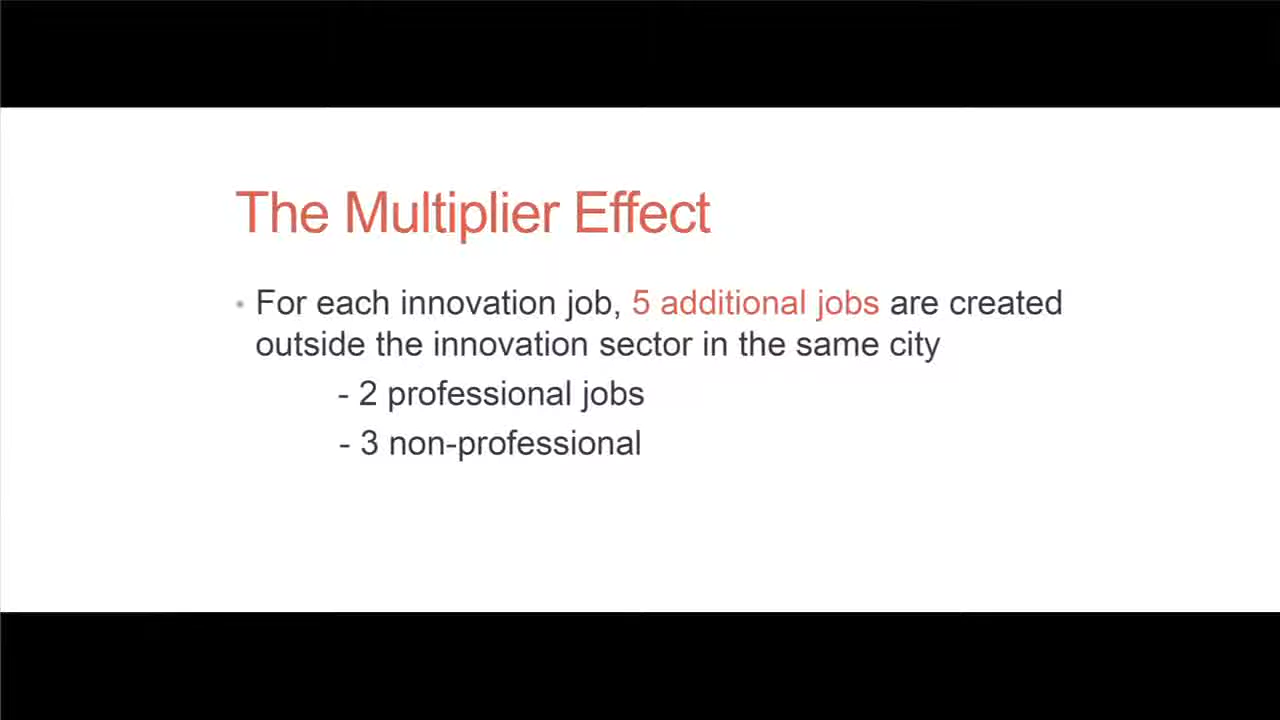 The Multiplier Effect
• For each innovation job, 5 additional jobs are created
outside the innovation sector in the same city
- 2 professional jobs
- 3 non-professional